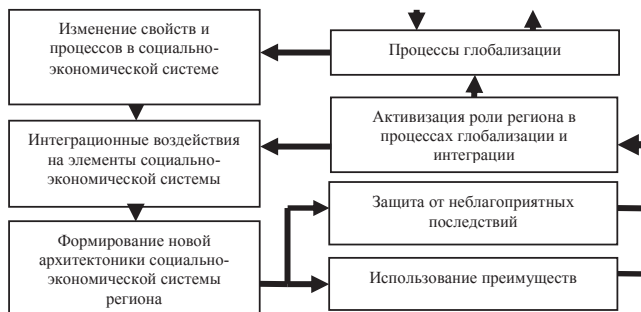 Изменение свойств и
процессов в социально-
экономической системе
Процессы глобализации
Интеграционные воздействия
на элементы социально-
экономической системы
Активизация роли региона в
процессах глобализации и
интеграции
Формирование новой
архитектоники социально-
экономической системы
региона
Защита от неблагоприятных
последствий
Использование преимуществ